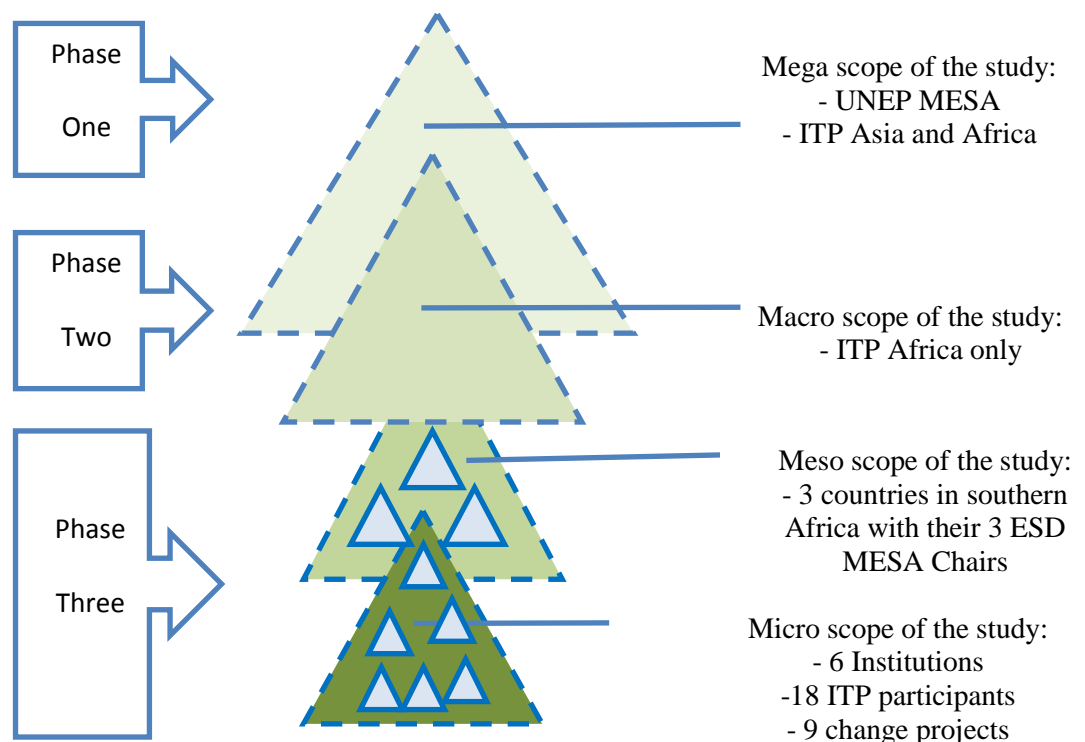 Phase
One
Mega scope of the study:
- UNEP MESA
- ITP Asia and Africa
Phase
Two
Macro scope of the study:
- ITP Africa only
Phase
Three
Meso scope of the study:
- 3 countries in southern
Africa with their 3 ESD
MESA Chairs
Micro scope of the study:
- 6 Institutions
-18 ITP participants
- 9 change projects